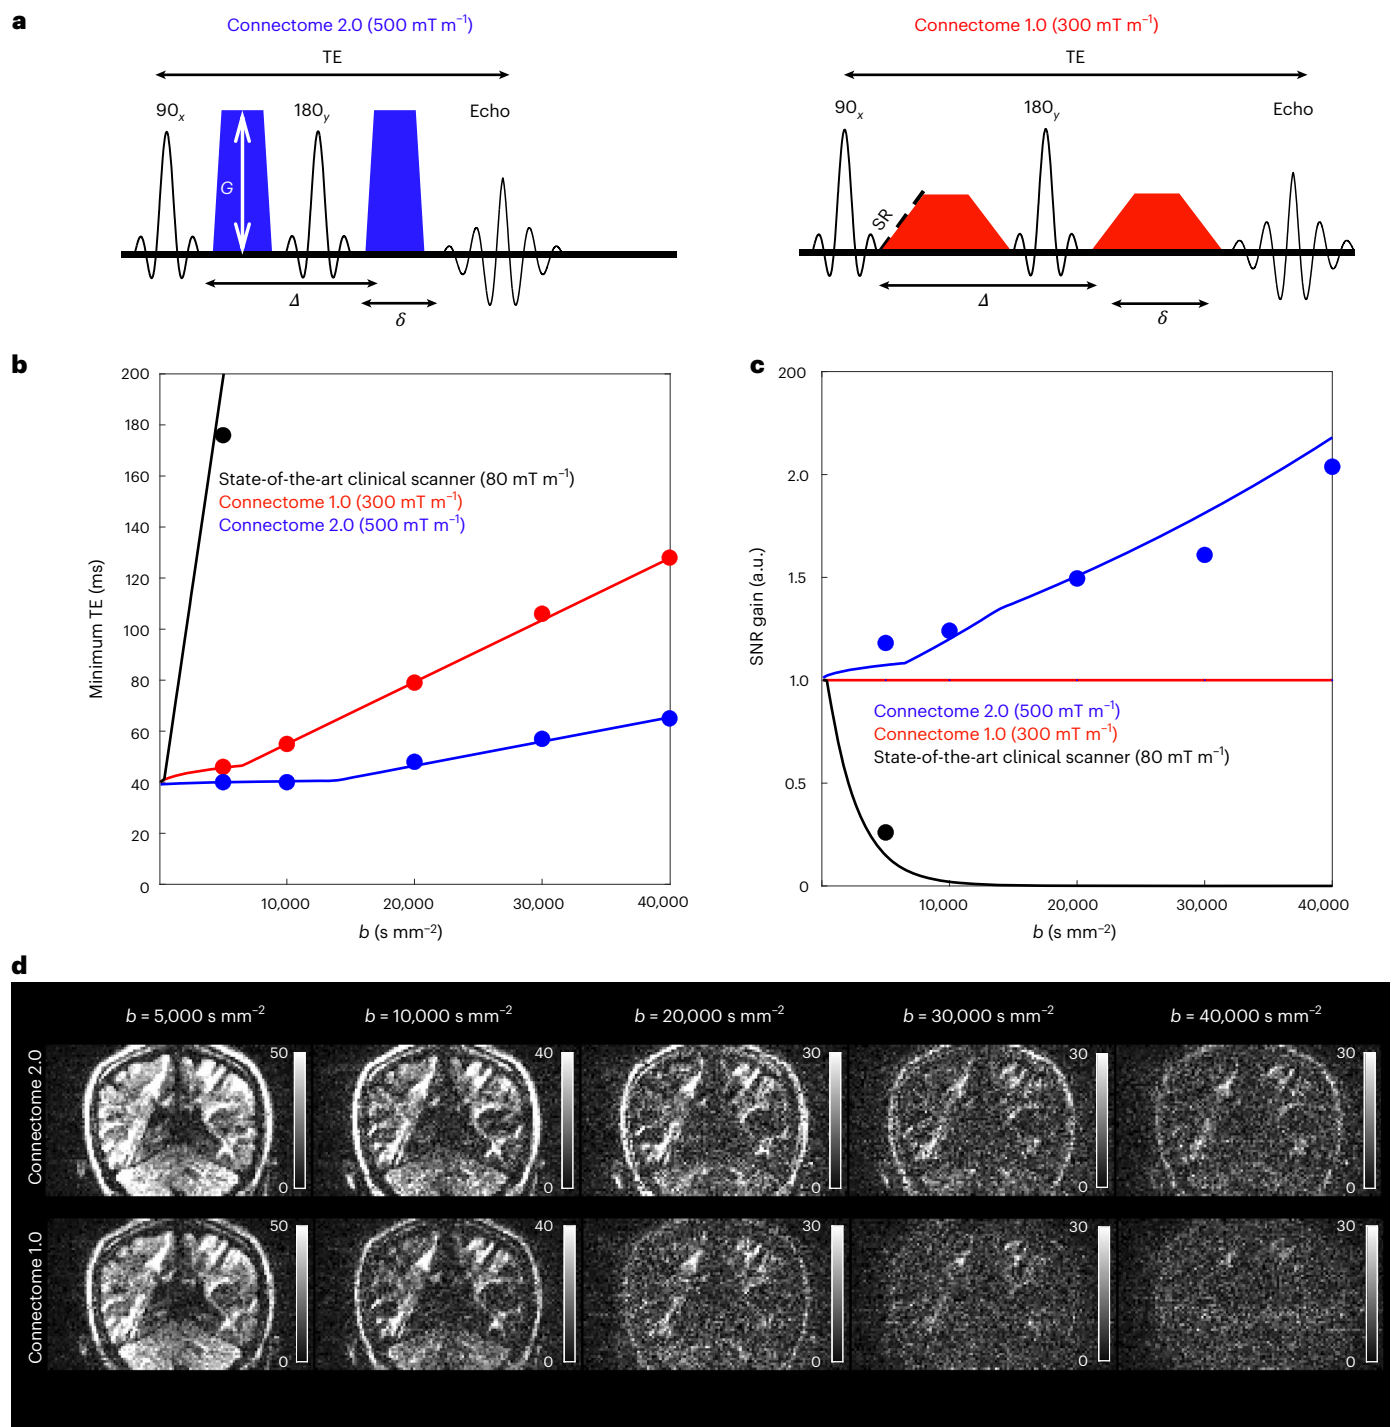 a
Connectome 2.0 (500 mT m⁻¹)
TE
90ₓ
180ᵧ
Echo
G
Δ
δ
Connectome 1.0 (300 mT m⁻¹)
TE
90ₓ
180ᵧ
Echo
SR
Δ
δ
b
200
180
160
140
120
100
80
60
40
20
0
Minimum TE (ms)
State-of-the-art clinical scanner (80 mT m⁻¹)
Connectome 1.0 (300 mT m⁻¹)
Connectome 2.0 (500 mT m⁻¹)
10,000 20,000 30,000 40,000
b (s mm⁻²)
c
200
2.0
1.5
1.0
0.5
0
SNR gain (a.u.)
Connectome 2.0 (500 mT m⁻¹)
Connectome 1.0 (300 mT m⁻¹)
State-of-the-art clinical scanner (80 mT m⁻¹)
10,000 20,000 30,000 40,000
b (s mm⁻²)
d
b = 5,000 s mm⁻² b = 10,000 s mm⁻² b = 20,000 s mm⁻² b = 30,000 s mm⁻² b = 40,000 s mm⁻²
Connectome 2.0
50 40 30 30 30
0 0 0 0 0
Connectome 1.0
50 40 30 30 30
0 0 0 0 0